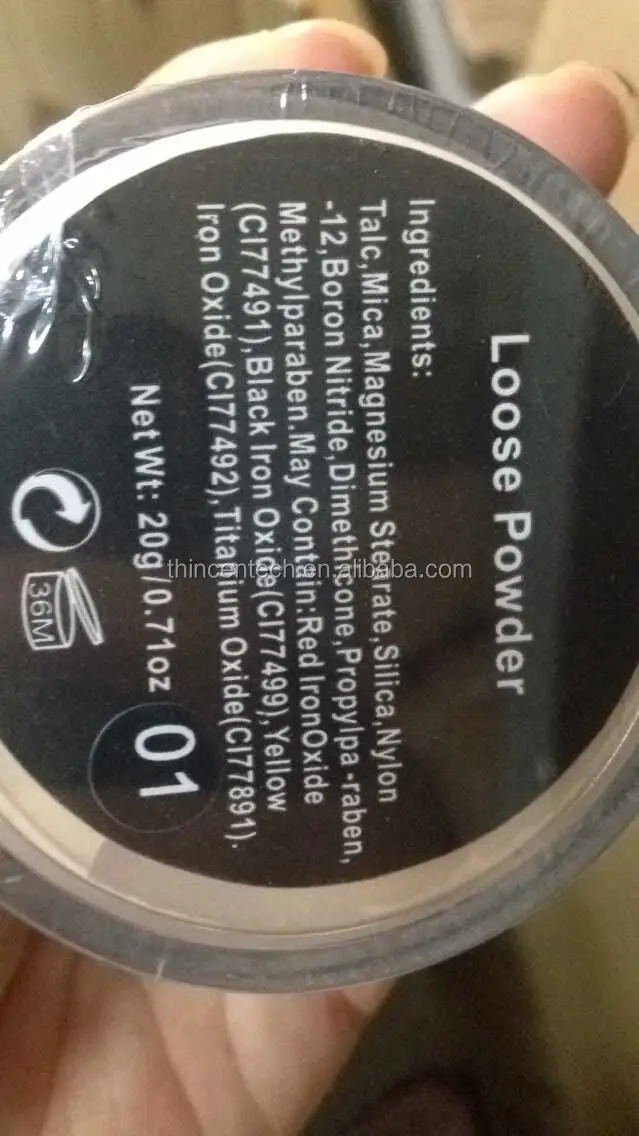 Loose Powder
Ingredients:
Talc,Mica,Magnesium Stearate,Silica,Nylon
-12,Boron Nitride,Dimethicone,Propylpa-raben,
Methylparaben.May Contain:Red IronOxide
(CI77491),Black Iron Oxide(CI77499),Yellow
Iron Oxide(CI77492),Titanium Oxide(CI77891).
Net Wt: 20g/0.71oz
01
36M
thincentech.en.alibaba.com